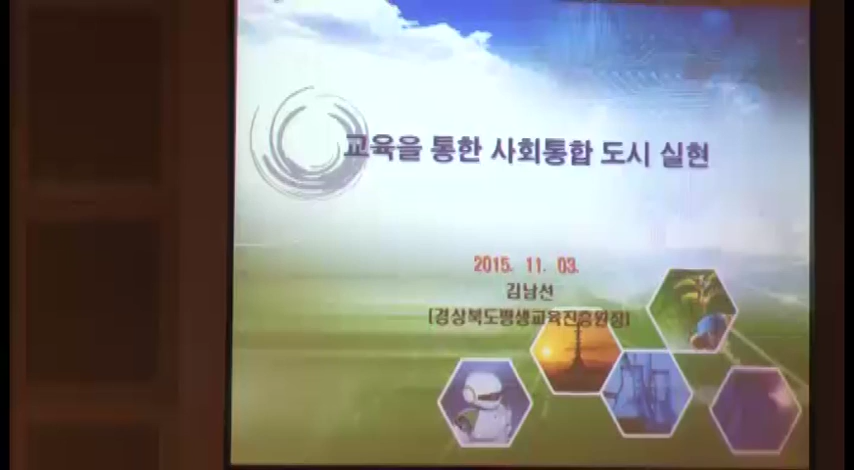 교육을 통한 사회통합 도시 실현
2015. 11. 03.
김남선
[경상북도평생교육진흥원장]